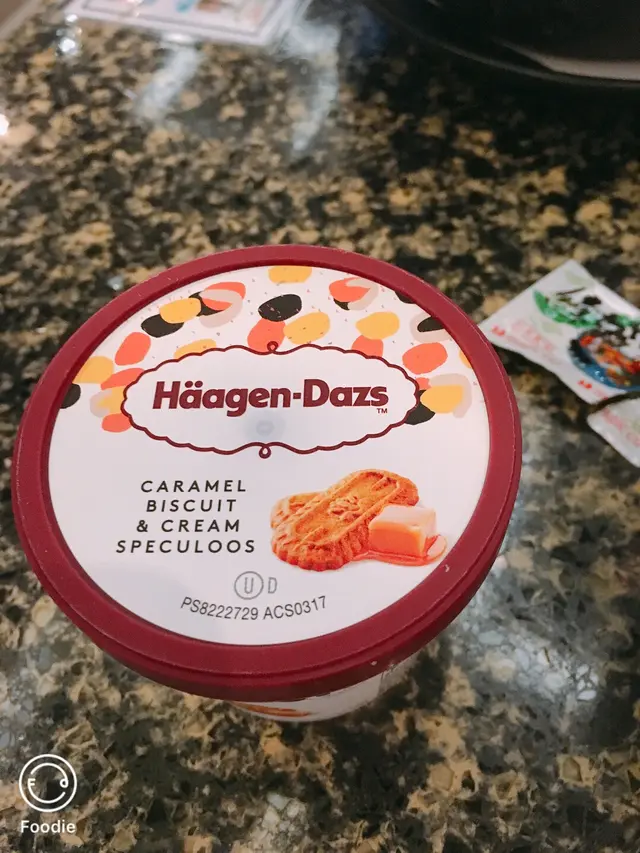 Häagen-Dazs
TM
CARAMEL
BISCUIT
& CREAM
SPECULOOS
U D
PS8222729 ACS0317
F d
Foodie